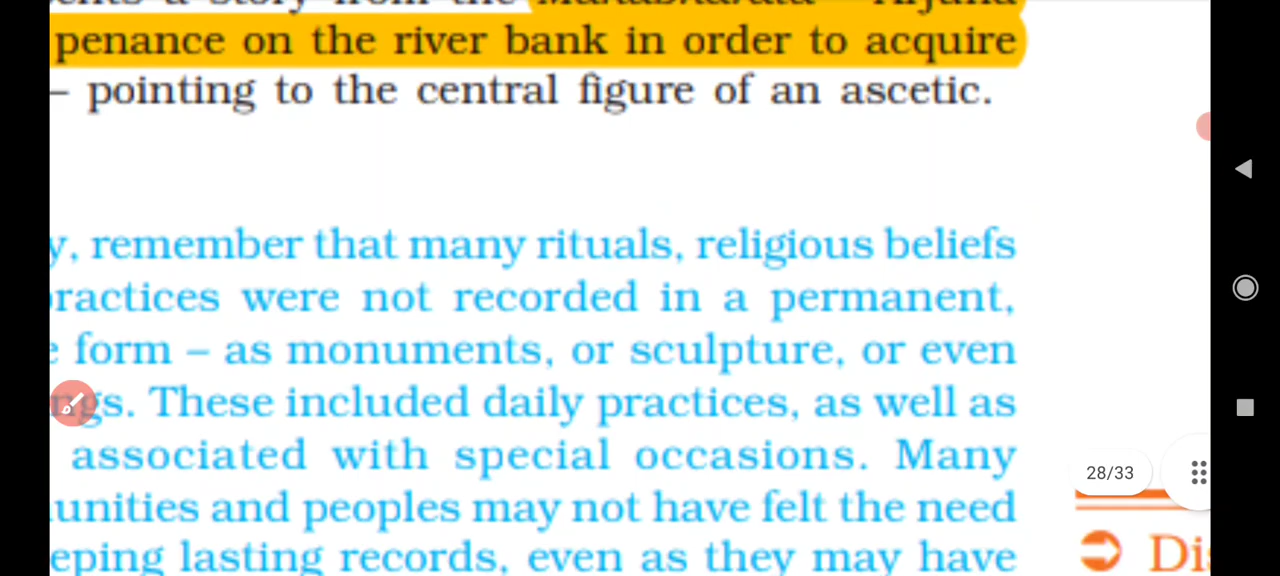 penance on the river bank in order to acquire
– pointing to the central figure of an ascetic.
y, remember that many rituals, religious beliefs
ractices were not recorded in a permanent,
e form – as monuments, or sculpture, or even
gs. These included daily practices, as well as
associated with special occasions. Many
unities and peoples may not have felt the need
eping lasting records, even as they may have
28/33
Dis